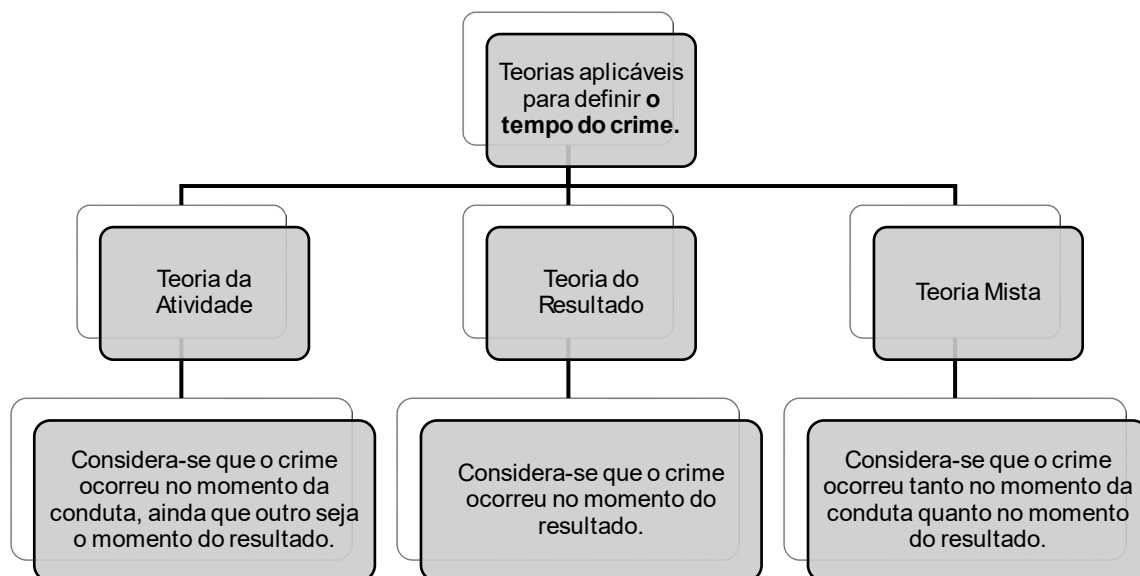 Teorias aplicáveis
para definir o
tempo do crime.
Teoria da
Atividade
Teoria do
Resultado
Teoria Mista
Considera-se que o crime
ocorreu no momento da
conduta, ainda que outro seja
o momento do resultado.
Considera-se que o crime
ocorreu no momento do
resultado.
Considera-se que o crime
ocorreu tanto no momento da
conduta quanto no momento
do resultado.